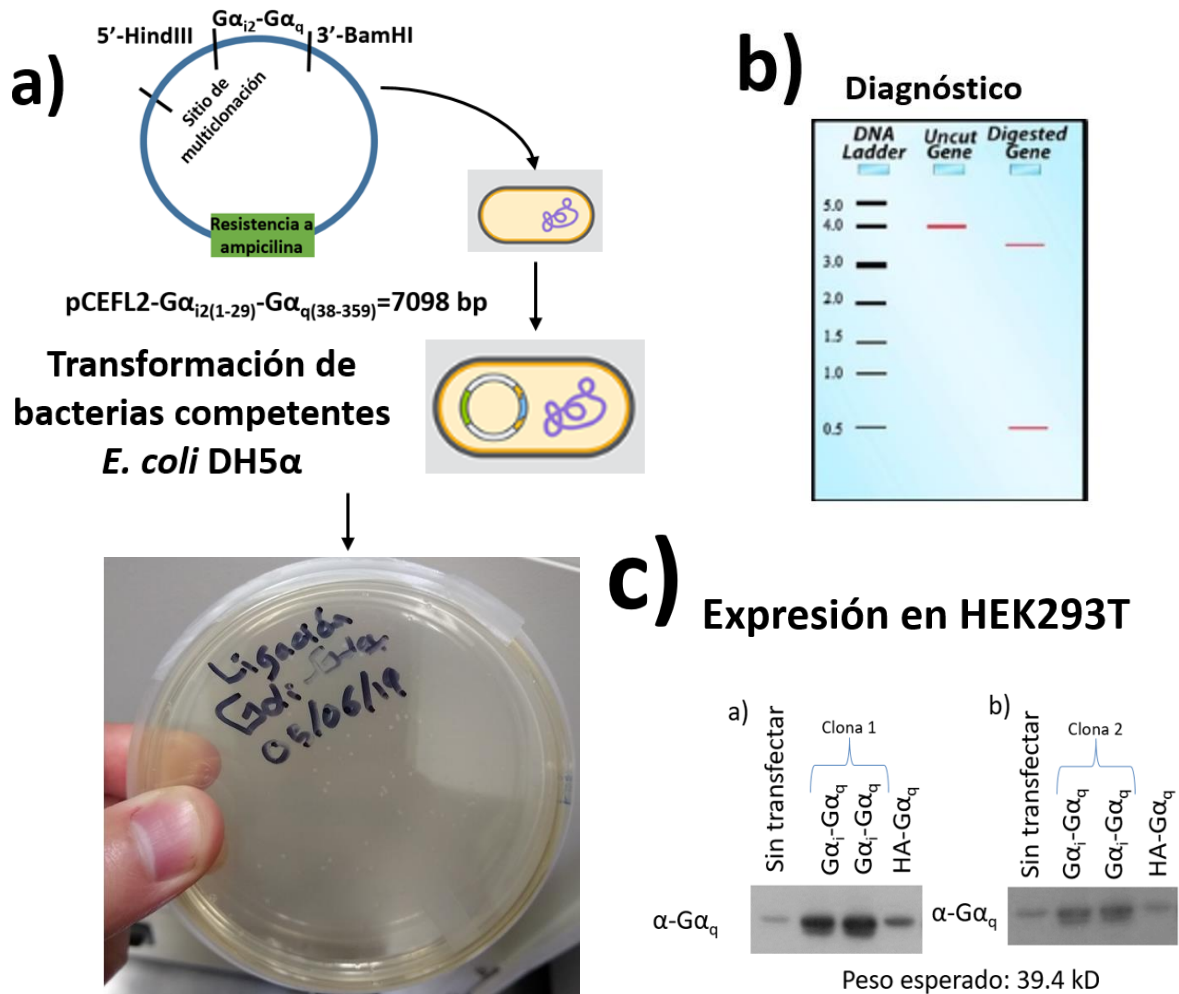 a)
5'-HindIII
Gαi2-Gαq
3'-BamHI
Sitio de
multiclonación
Resistencia a
ampicilina
pCEFL2-Gαi2(1-29)-Gαq(38-359)=7098 bp
Transformación de
bacterias competentes
E. coli DH5α
Ligación
05/06/19
b)
Diagnóstico
DNA
Ladder
Uncut
Gene
Digested
Gene
5.0
4.0
3.0
2.0
1.5
1.0
0.5
c)
Expresión en HEK293T
a)
Sin transfectar
Clona 1
Gαi-Gαq
Gαi-Gαq
HA-Gαq
α-Gαq
b)
Sin transfectar
Clona 2
Gαi-Gαq
Gαi-Gαq
HA-Gαq
α-Gαq
Peso esperado: 39.4 kD